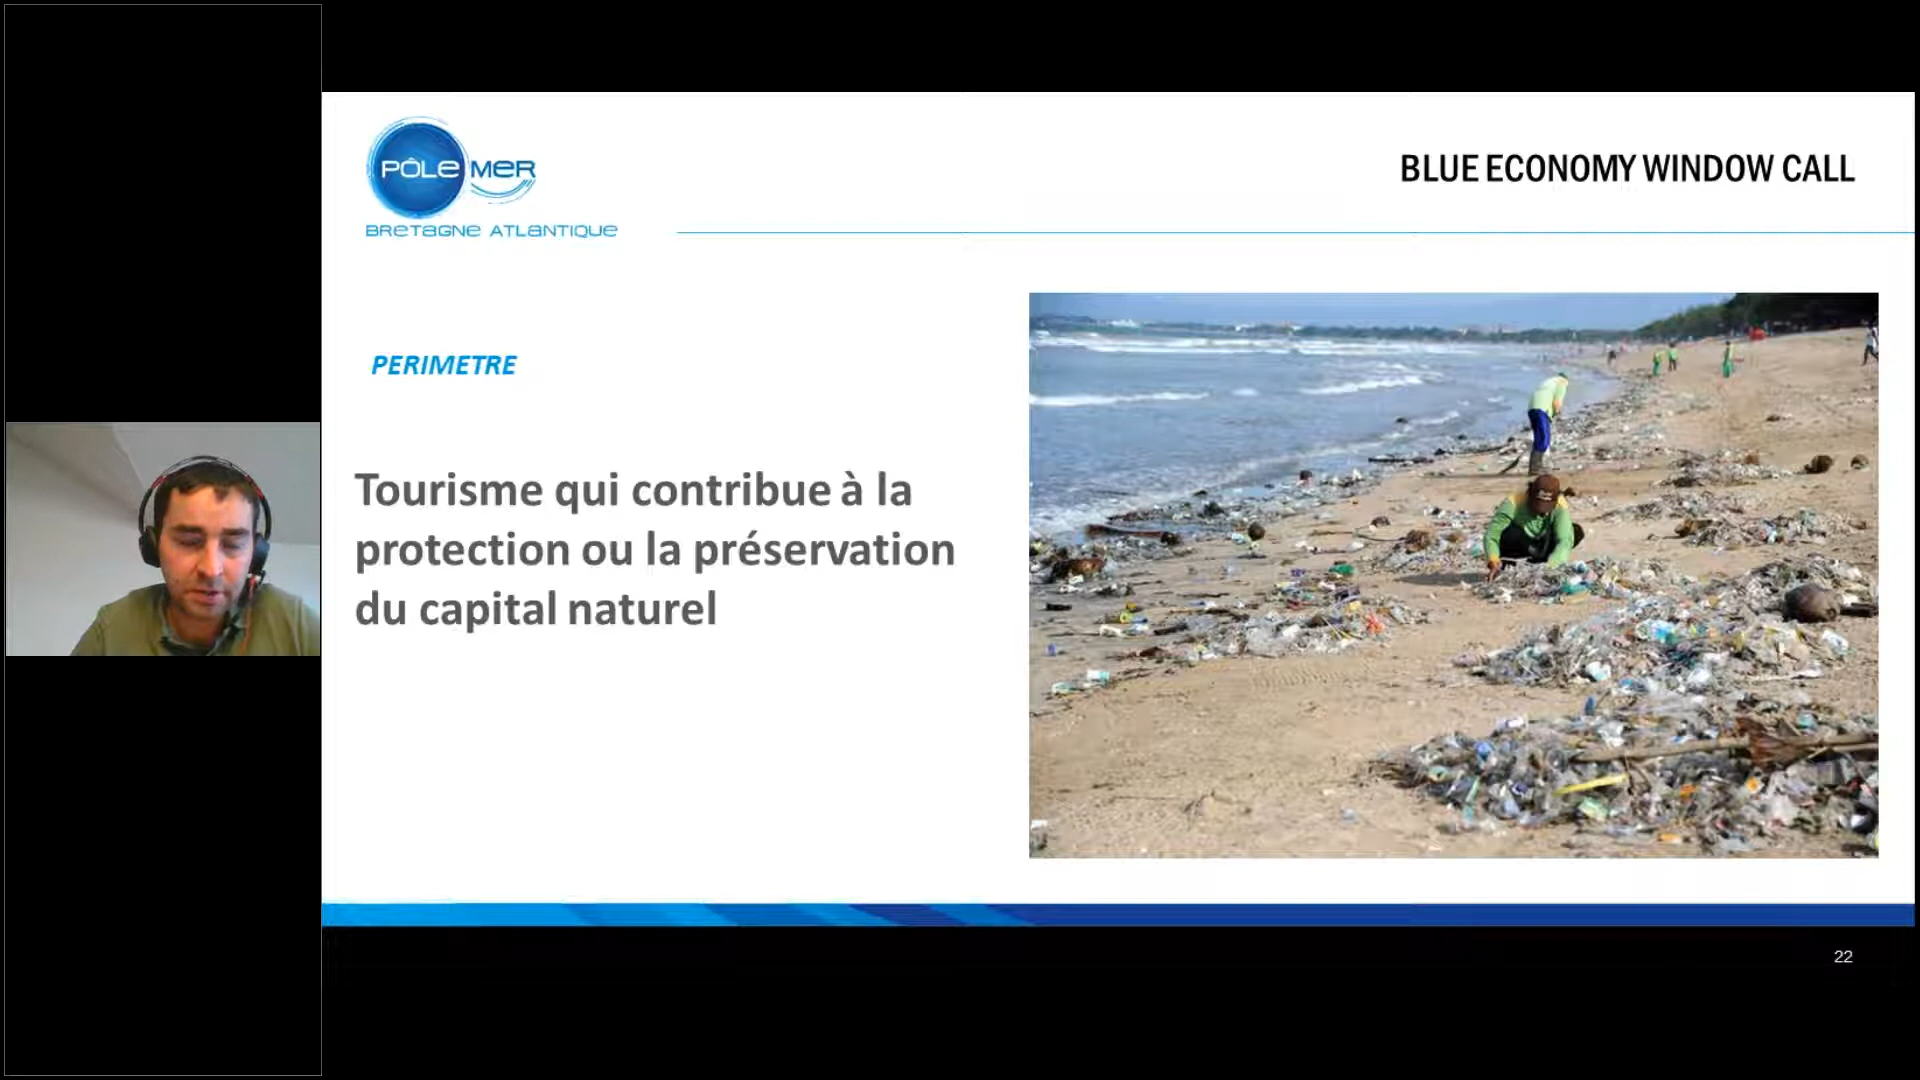 PÔLE MER
BRETAGNE ATLANTIQUE
BLUE ECONOMY WINDOW CALL
PERIMETRE
Tourisme qui contribue à la
protection ou la préservation
du capital naturel
22